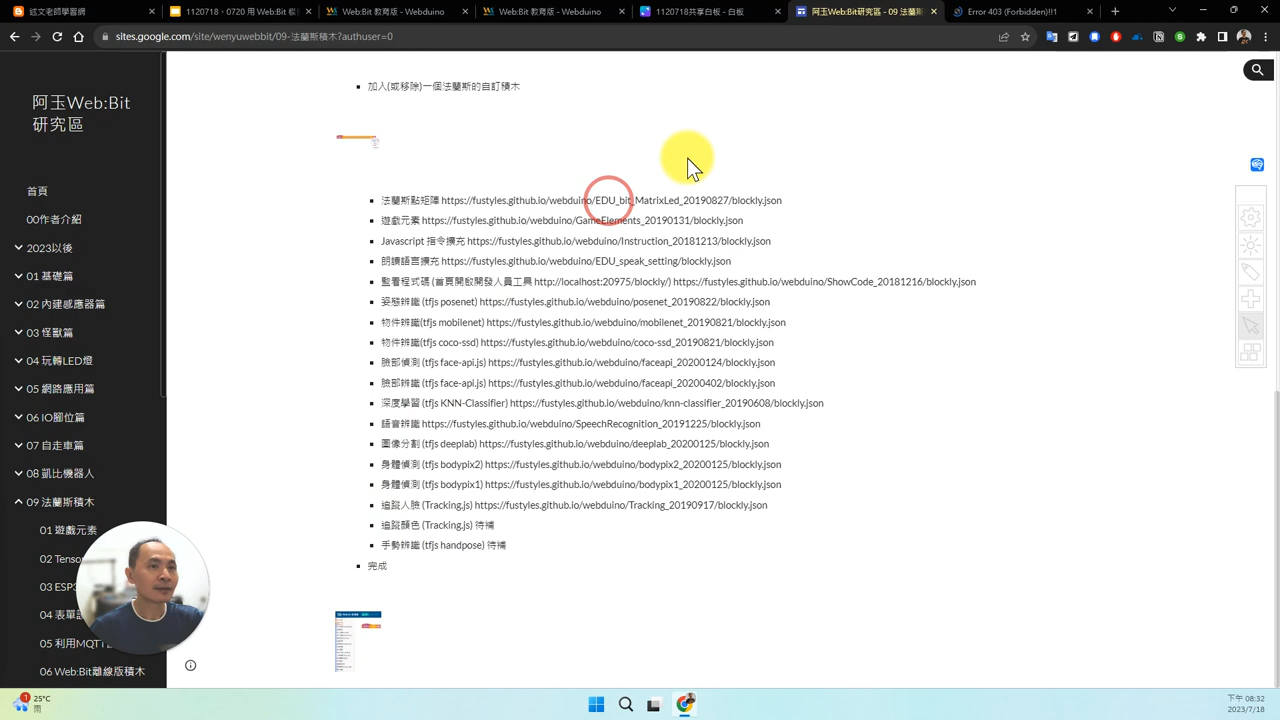 這文老師學習網
1120718、0720 用 Web:Bit 板
Web:Bit 教育版 - Webduino
Web:Bit 教育版 - Webduino
1120718共享白板 - 白板
阿玉Web:Bit研究區 - 09 法蘭斯
Error 403 (Forbidden)!!1
sites.google.com/site/wenyuwebbit/09-法蘭斯積木?authuser=0
阿玉Web:Bit
研究區
首頁
00作者介紹
2023以後
01 基礎篇
02 內建感應器篇
03 怪獸篇
04 玩轉LED燈
05 網路應用篇
06 IO腳位篇
07 自走車篇
08 凱比機器人
09 法蘭斯積木
01 遊戲元素
02 Tensor
03 ESP3
06 WebBit離線版積木
加入(或移除)一個法蘭斯的自訂積木
法蘭斯點矩陣 https://fustyles.github.io/webduino/EDU_bit_MatrixLed_20190827/blockly.json
遊戲元素 https://fustyles.github.io/webduino/GameElements_20190131/blockly.json
Javascript 指令擴充 https://fustyles.github.io/webduino/Instruction_20181213/blockly.json
朗讀語言擴充 https://fustyles.github.io/webduino/EDU_speak_setting/blockly.json
監看程式碼 (首頁開啟開發人員工具 http://localhost:20975/blockly/) https://fustyles.github.io/webduino/ShowCode_20181216/blockly.json
姿態辨識 (tfjs posenet) https://fustyles.github.io/webduino/posenet_20190822/blockly.json
物件辨識(tfjs mobilenet) https://fustyles.github.io/webduino/mobilenet_20190821/blockly.json
物件辨識(tfjs coco-ssd) https://fustyles.github.io/webduino/coco-ssd_20190821/blockly.json
臉部偵測 (tfjs face-api.js) https://fustyles.github.io/webduino/faceapi_20200124/blockly.json
臉部辨識 (tfjs face-api.js) https://fustyles.github.io/webduino/faceapi_20200402/blockly.json
深度學習 (tfjs KNN-Classifier) https://fustyles.github.io/webduino/knn-classifier_20190608/blockly.json
語音辨識 https://fustyles.github.io/webduino/SpeechRecognition_20191225/blockly.json
圖像分割 (tfjs deeplab) https://fustyles.github.io/webduino/deeplab_20200125/blockly.json
身體偵測 (tfjs bodypix2) https://fustyles.github.io/webduino/bodypix2_20200125/blockly.json
身體偵測 (tfjs bodypix1) https://fustyles.github.io/webduino/bodypix1_20200125/blockly.json
追蹤人臉 (Tracking.js) https://fustyles.github.io/webduino/Tracking_20190917/blockly.json
追蹤顏色 (Tracking.js) 待補
手勢辨識 (tfjs handpose) 待補
完成
1
25°C
雨
下午 08:32
2023/7/18